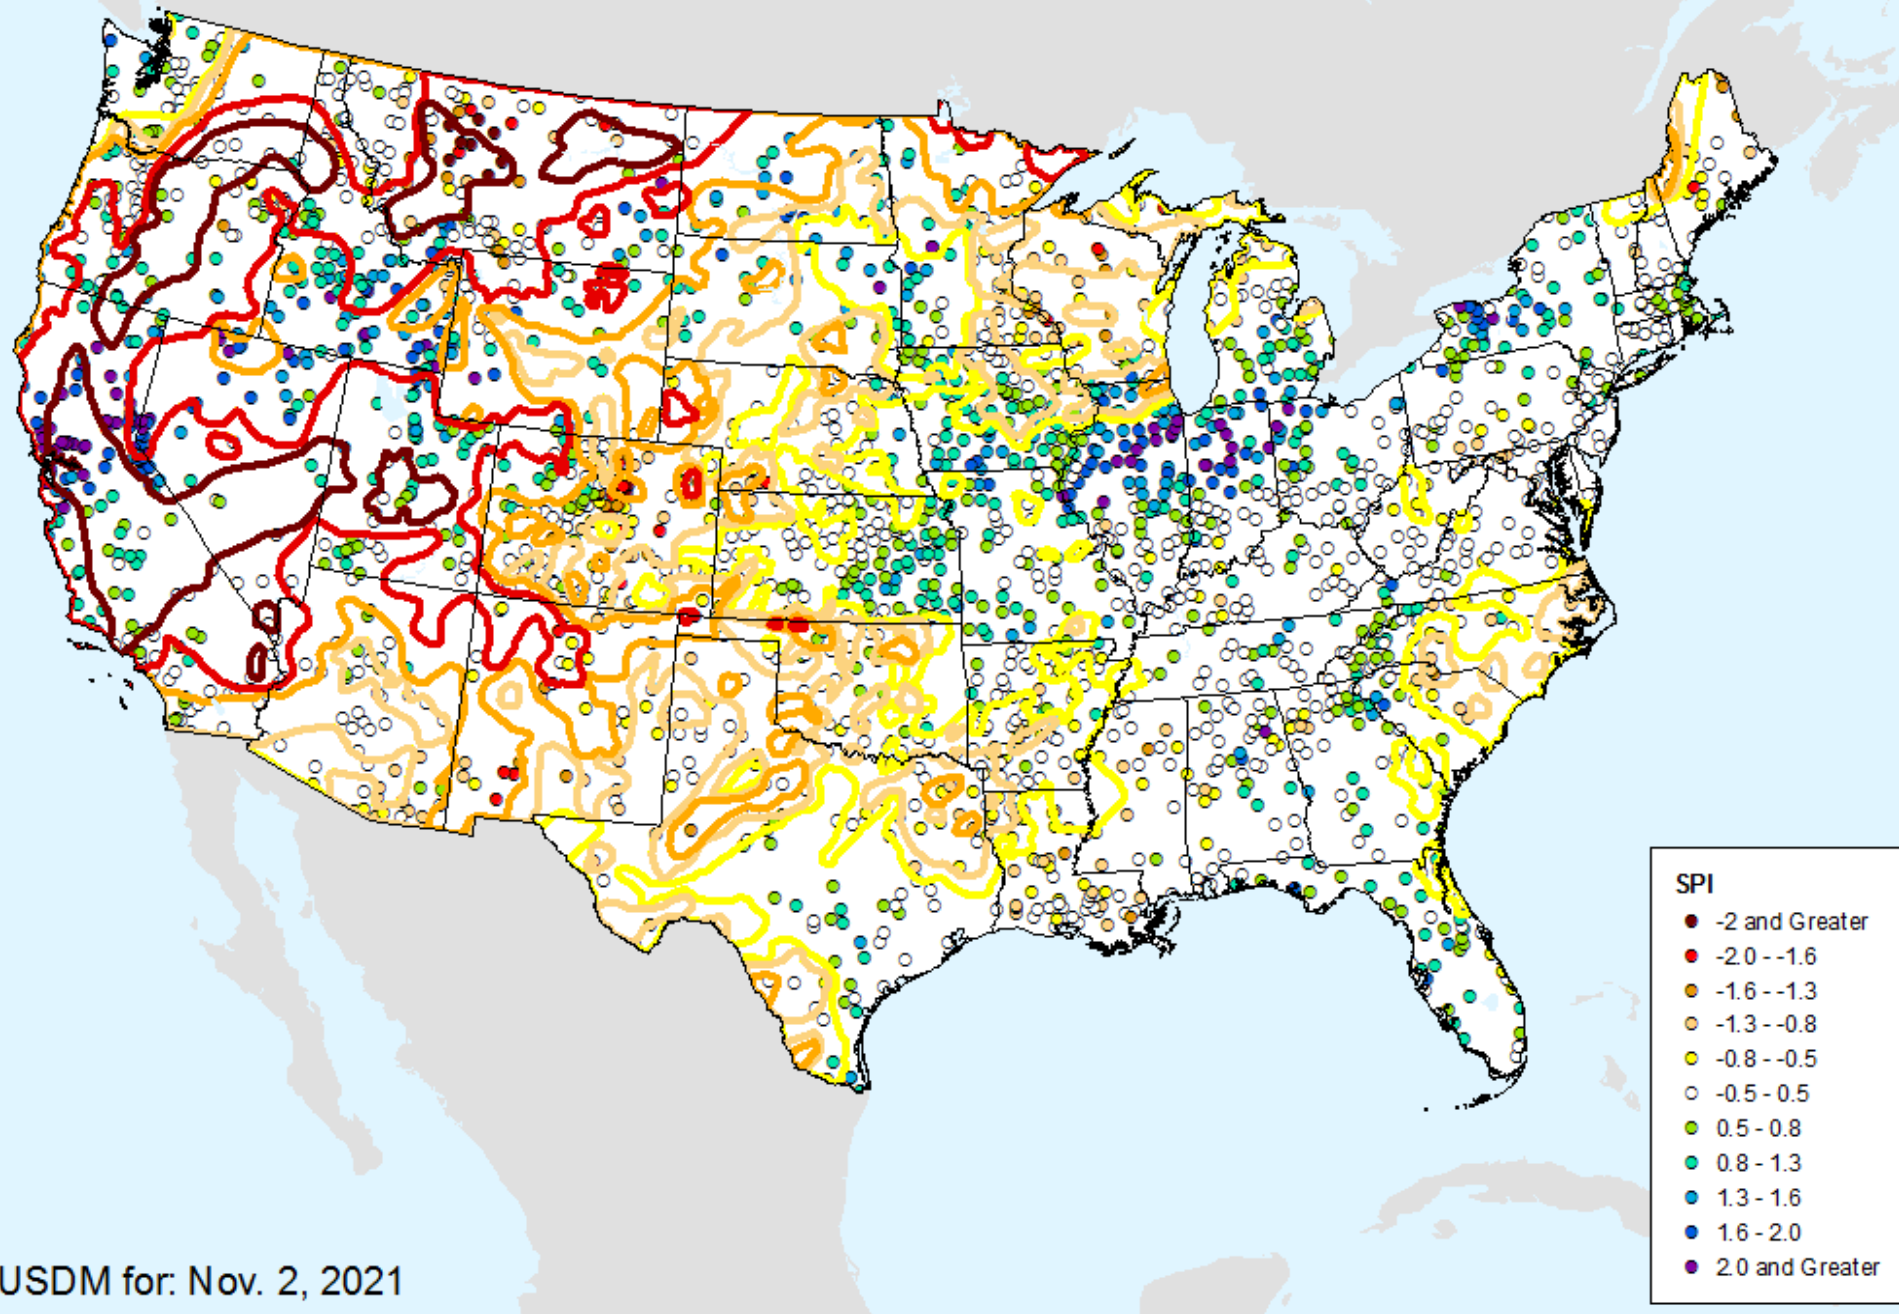 SPI
-2 and Greater
-2.0 - -1.6
-1.6 - -1.3
-1.3 - -0.8
-0.8 - -0.5
-0.5 - 0.5
0.5 - 0.8
0.8 - 1.3
1.3 - 1.6
1.6 - 2.0
2.0 and Greater
USDM for: Nov. 2, 2021